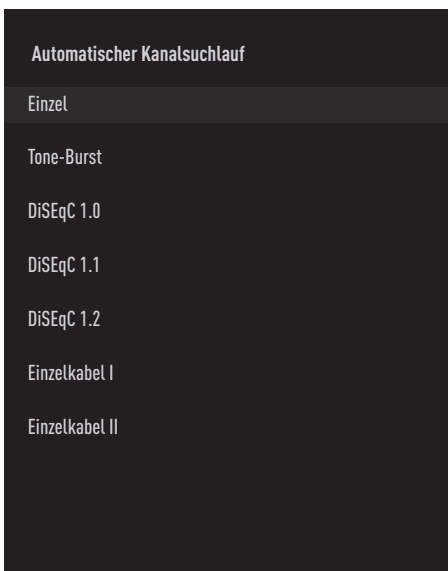 Automatischer Kanalsuchlauf
Einzel
Tone-Burst
DiSEqC 1.0
DiSEqC 1.1
DiSEqC 1.2
Einzelkabel I
Einzelkabel II